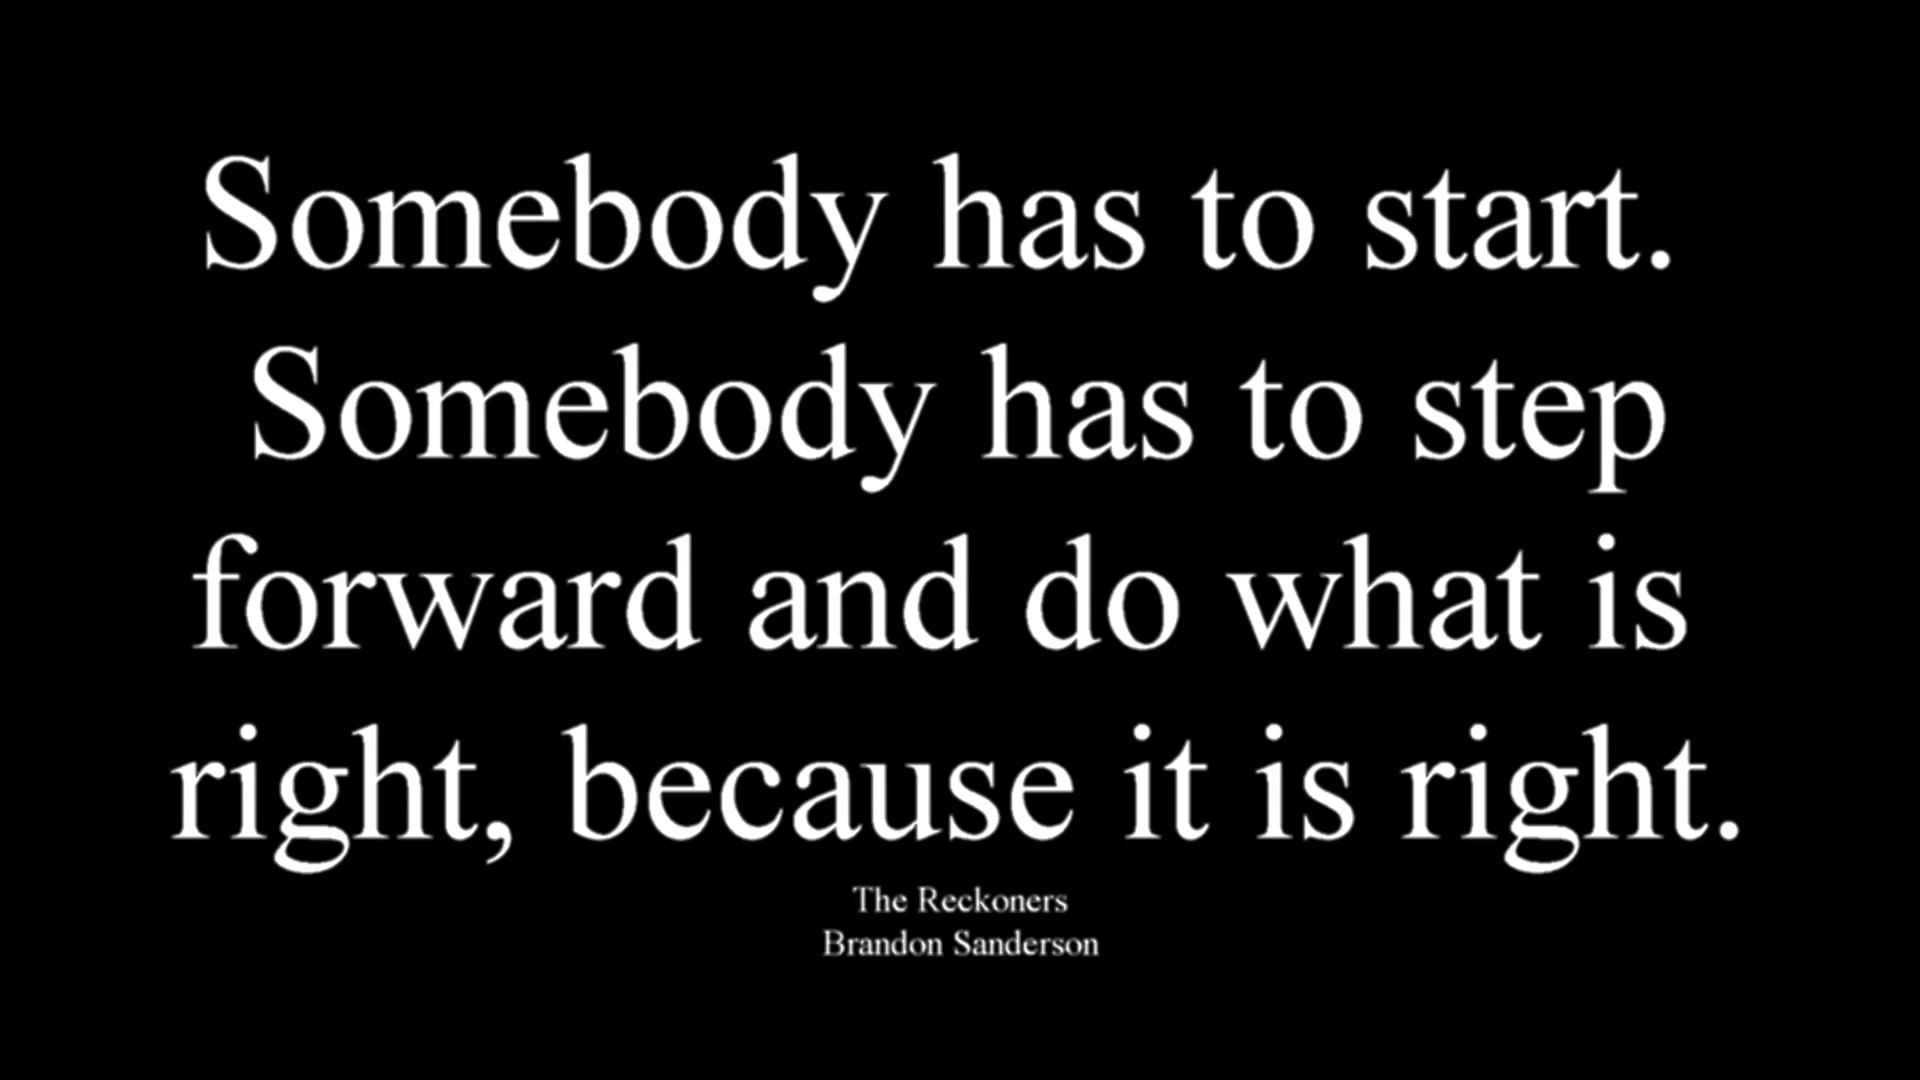 Somebody has to start.
Somebody has to step
forward and do what is
right, because it is right.
The Reckoners
Brandon Sanderson